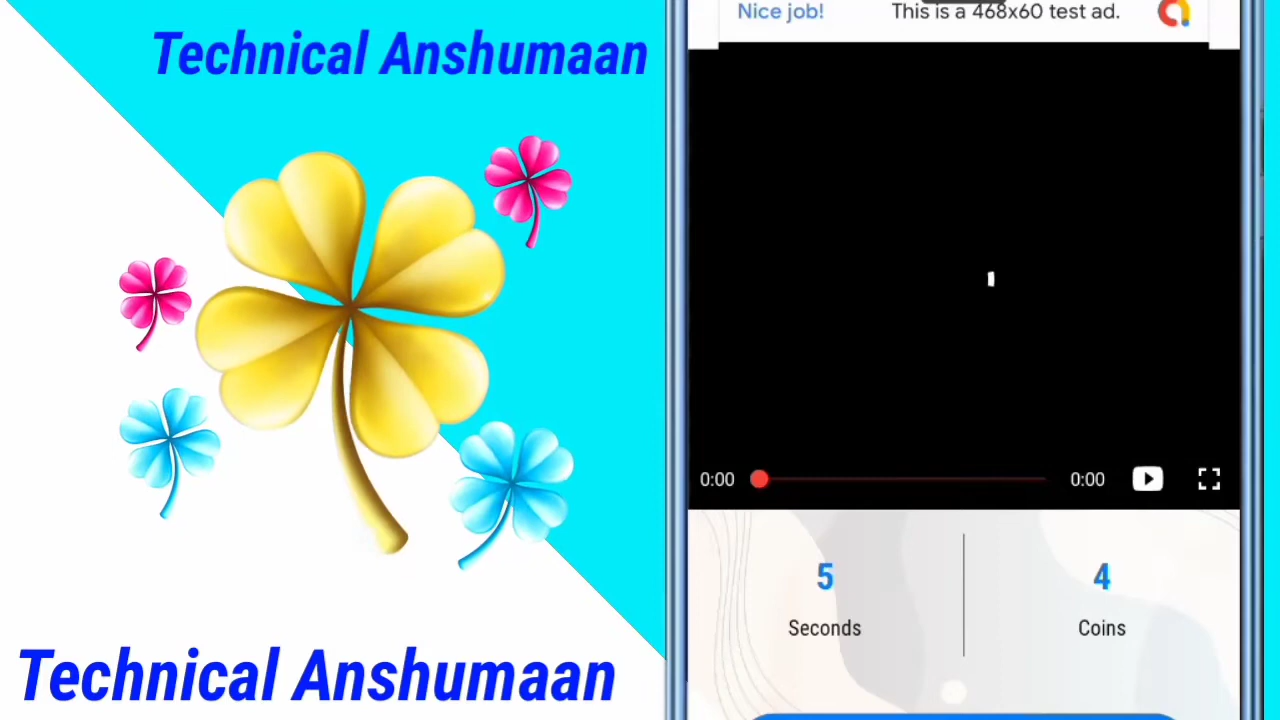 Technical Anshumaan
Nice job! This is a 468x60 test ad.
0:00 0:00
5 4
Seconds Coins
Technical Anshumaan